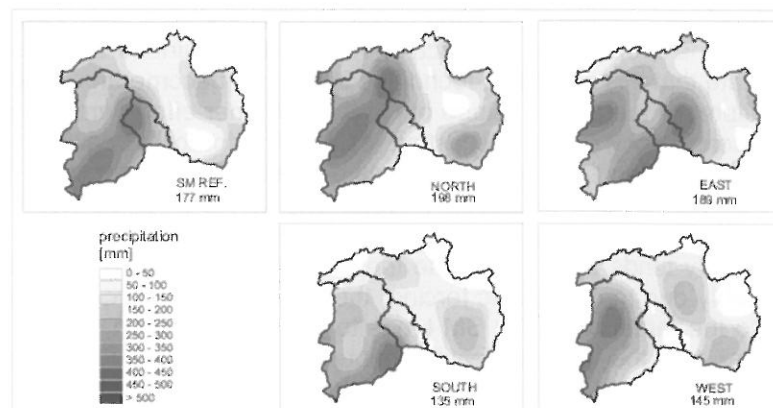 SM REF.
177 mm
NORTH
198 mm
EAST
189 mm
precipitation
[mm]
0 - 50
50 - 100
100 - 150
150 - 200
200 - 250
250 - 300
300 - 350
350 - 400
400 - 450
450 - 500
> 500
SOUTH
135 mm
WEST
145 mm